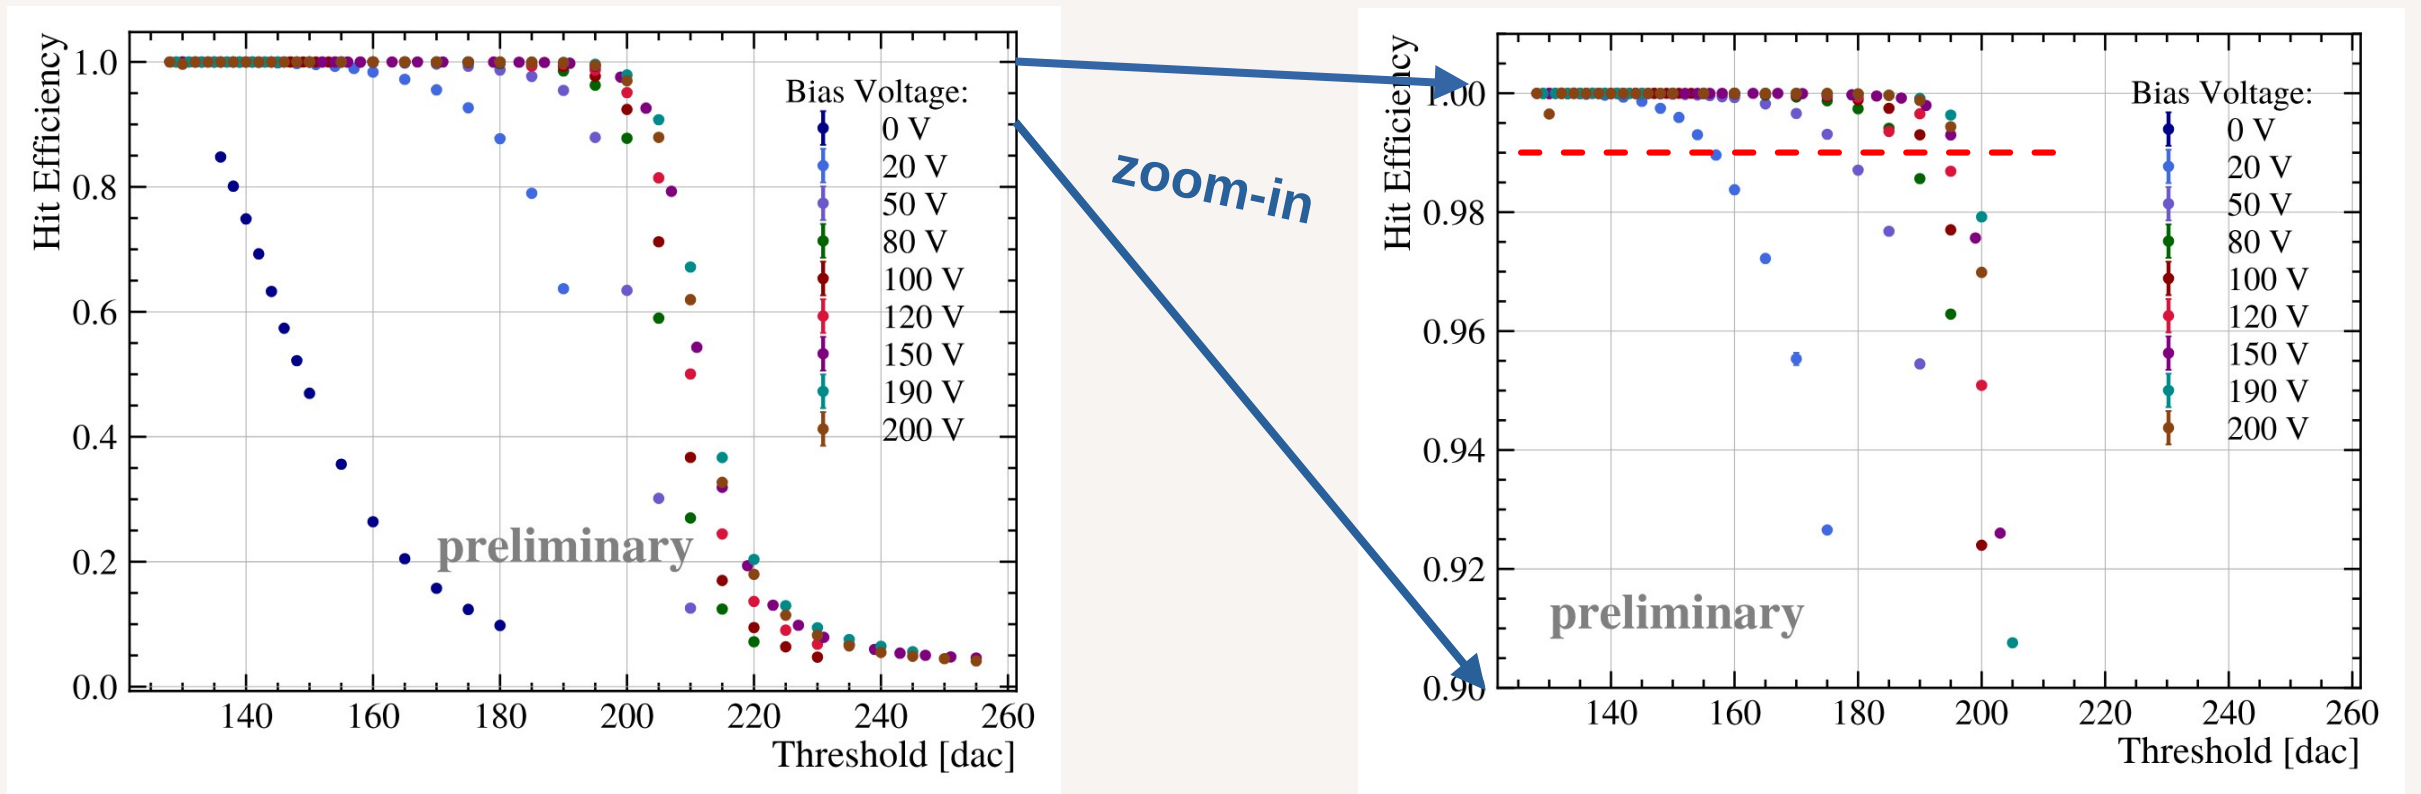 Hit Efficiency
1.0
0.8
0.6
0.4
0.2
0.0
Bias Voltage:
0 V
20 V
50 V
80 V
100 V
120 V
150 V
190 V
200 V
preliminary
140 160 180 200 220 240 260
Threshold [dac]
zoom-in
Hit Efficiency
1.00
0.98
0.96
0.94
0.92
0.90
Bias Voltage:
0 V
20 V
50 V
80 V
100 V
120 V
150 V
190 V
200 V
preliminary
140 160 180 200 220 240 260
Threshold [dac]